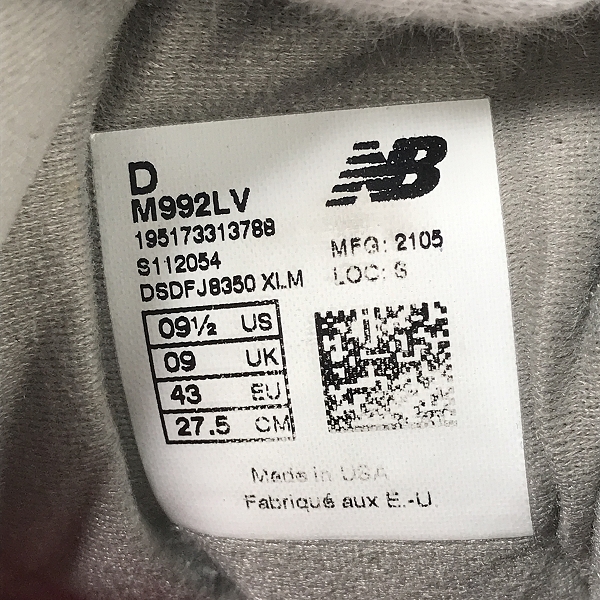 D
NB
M992LV
195173313788
S112054
MFG: 2105
DSDFJ8350 XLM
LOC: S
09½ US
09 UK
43 EU
27.5 CM
Made in USA
Fabriqué aux E.-U.